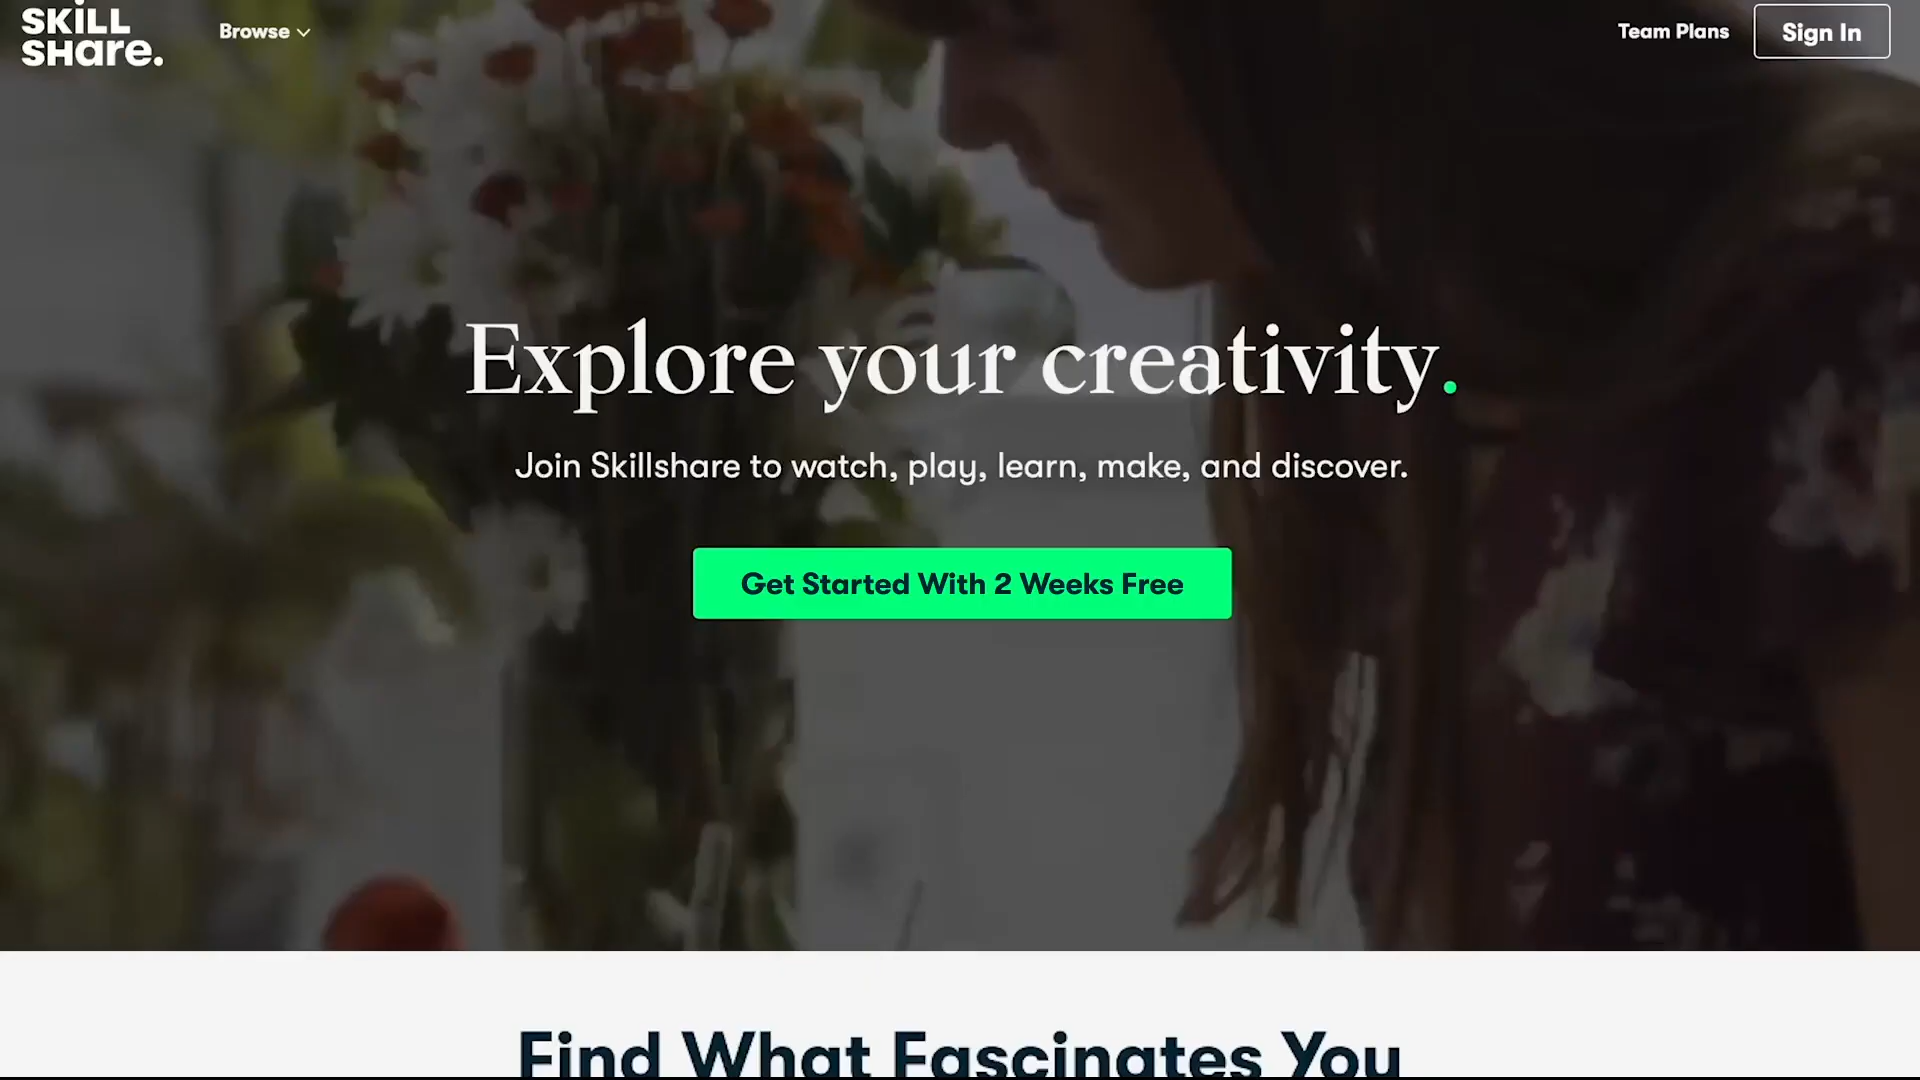 SKILL
SHare.
Browse
Team Plans
Sign In
Explore your creativity.
Join Skillshare to watch, play, learn, make, and discover.
Get Started With 2 Weeks Free
Find What Fascinates You